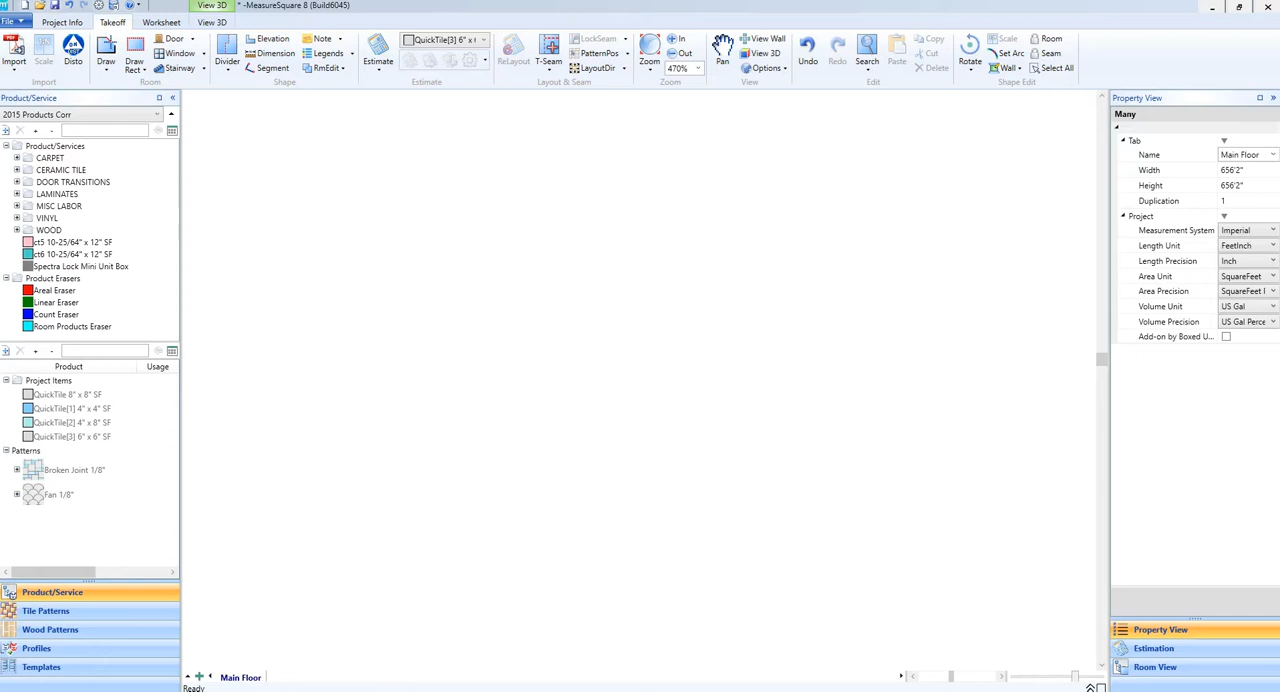 View 3D *-MeasureSquare 8 (Build6045)
File Project Info Takeoff Worksheet View 3D
Import Scale Disto Draw Draw Rect Door Window Stairway Divider Elevation Dimension Segment Note Legends RmEdit Estimate QuickTile[3] 6" x ReLayout T-Seam LockSeam PatternPos LayoutDir Zoom In Out 470% Pan View Wall View 3D Options Undo Redo Search Paste Copy Cut Delete Rotate Scale Set Arc Wall Room Seam Select All
Import Room Shape Estimate Layout & Seam Zoom View Edit Shape Edit
Product/Service
2015 Products Corr
Product/Services
CARPET
CERAMIC TILE
DOOR TRANSITIONS
LAMINATES
MISC LABOR
VINYL
WOOD
ct5 10-25/64" x 12" SF
ct6 10-25/64" x 12" SF
Spectra Lock Mini Unit Box
Product Erasers
Areal Eraser
Linear Eraser
Count Eraser
Room Products Eraser
Product Usage
Project Items
QuickTile 8" x 8" SF
QuickTile[1] 4" x 4" SF
QuickTile[2] 4" x 8" SF
QuickTile[3] 6" x 6" SF
Patterns
Broken Joint 1/8"
Fan 1/8"
Product/Service
Tile Patterns
Wood Patterns
Profiles
Templates
Main Floor
Ready
Property View
Many
Tab
Name Main Floor
Width 656'2"
Height 656'2"
Duplication 1
Project
Measurement System Imperial
Length Unit FeetInch
Length Precision Inch
Area Unit SquareFeet
Area Precision SquareFeet
Volume Unit US Gal
Volume Precision US Gal Perce
Add-on by Boxed U...
Property View
Estimation
Room View